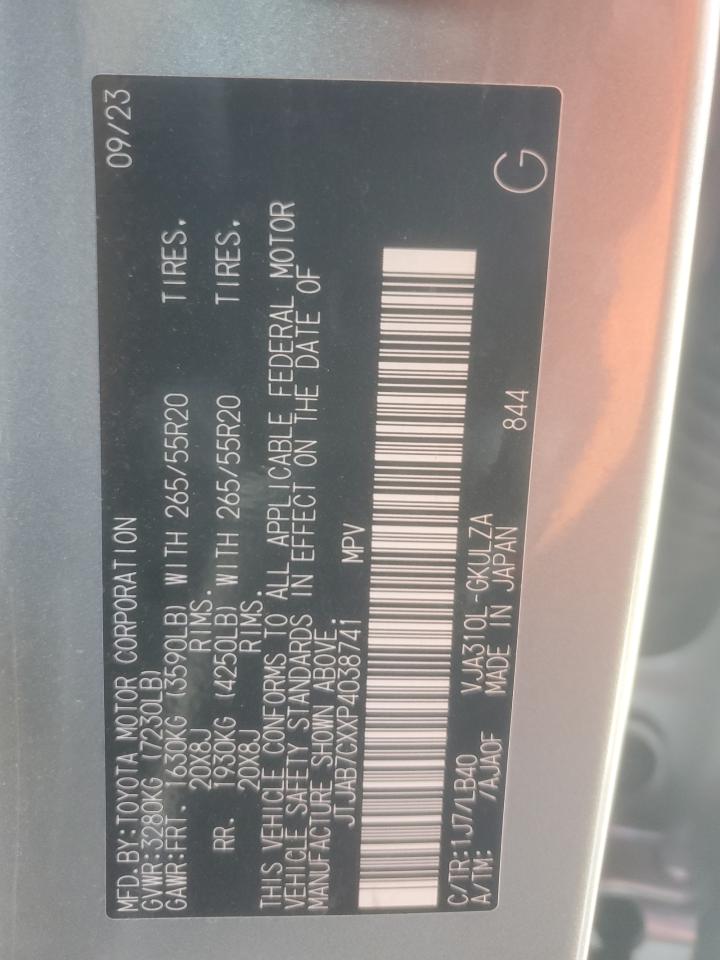 MFD.BY:TOYOTA MOTOR CORPORATION 09/23
GVWR:3280KG (7230LB)
GAWR:FRT. 1630KG (3590LB) WITH 265/55R20 TIRES.
20X8J RIMS.
RR. 1930KG (4250LB) WITH 265/55R20 TIRES.
20X8J RIMS.
THIS VEHICLE CONFORMS TO ALL APPLICABLE FEDERAL MOTOR
VEHICLE SAFETY STANDARDS IN EFFECT ON THE DATE OF
MANUFACTURE SHOWN ABOVE.
JTJAB7CXXP4038741 MPV
C/TR:1J7/LB40 VJA310L-GKULZA 844 G
A/TM: /AJA0F MADE IN JAPAN